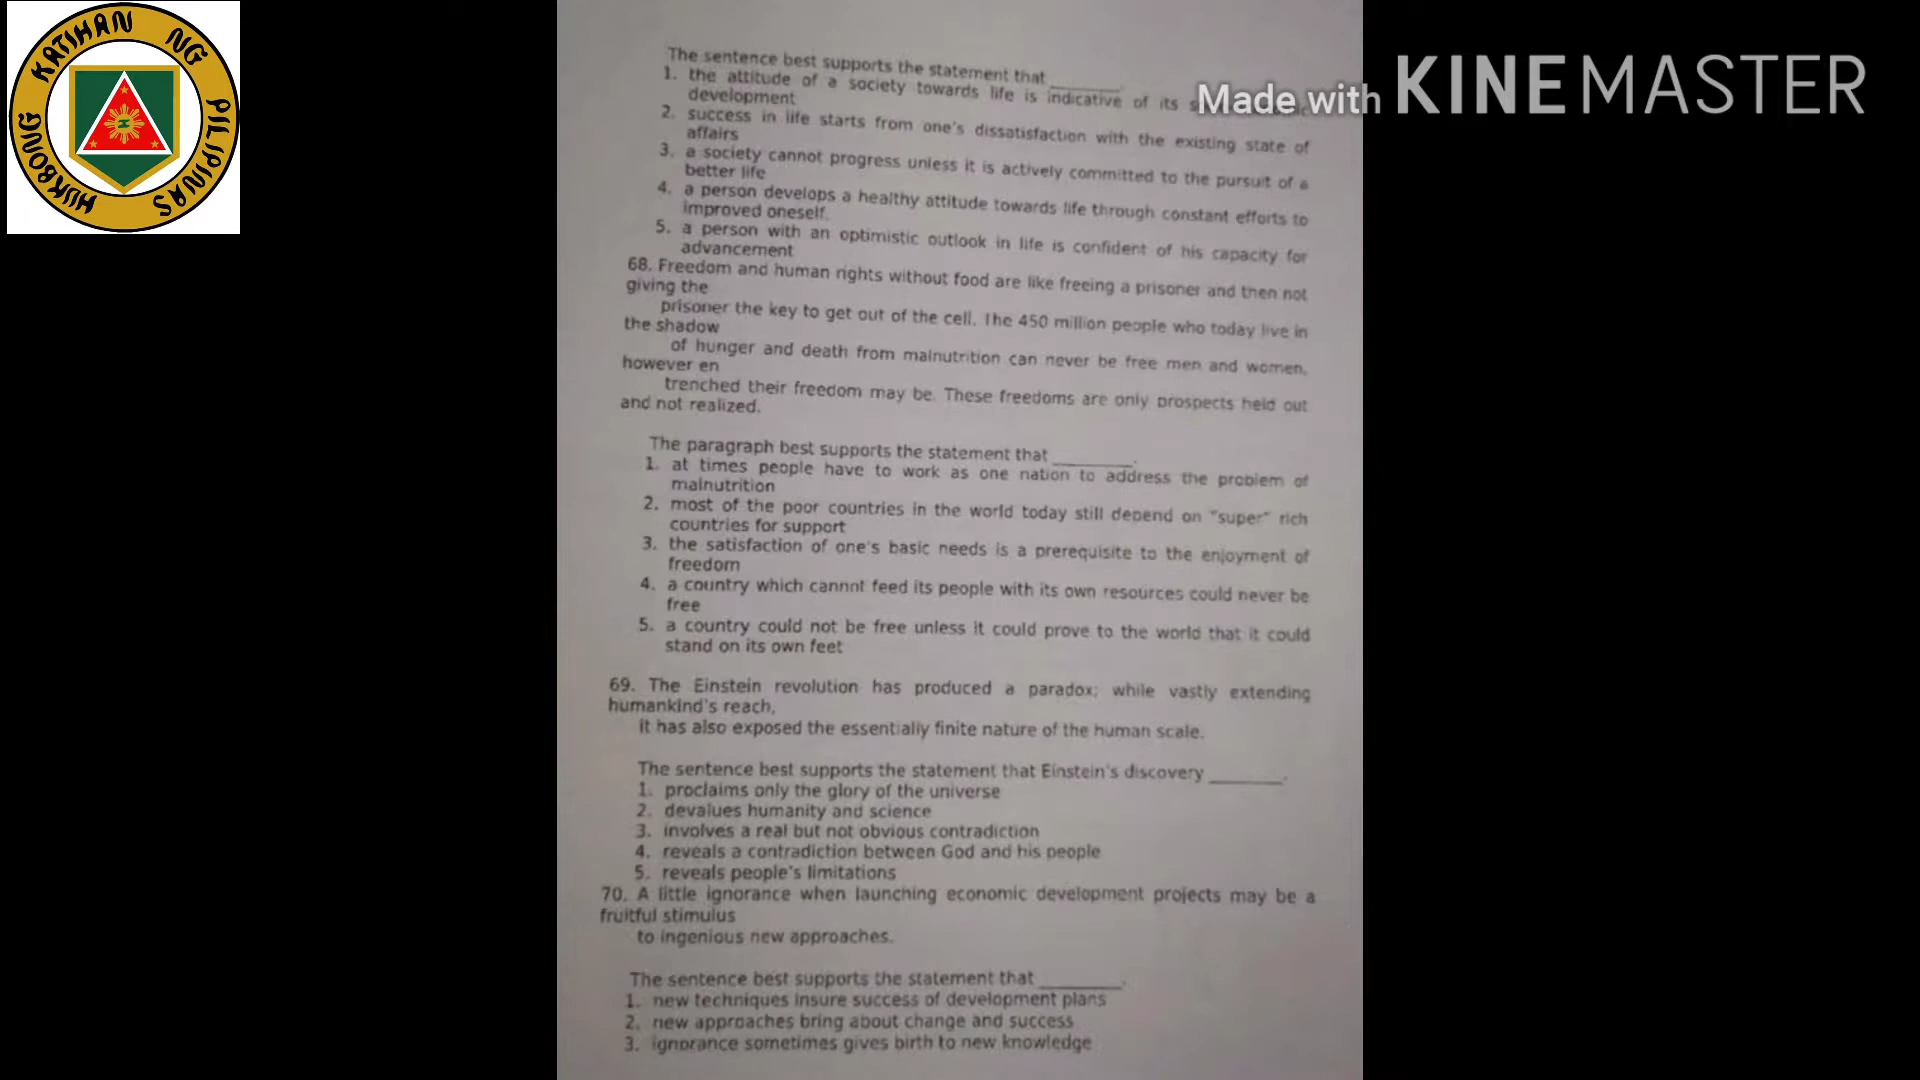 HUKBONG KATIHAN NG PILIPINAS
Made with KINEMASTER
The sentence best supports the statement that ________.
1. the attitude of a society towards life is indicative of its
development
2. success in life starts from one's dissatisfaction with the existing state of
affairs
3. a society cannot progress unless it is actively committed to the pursuit of a
better life
4. a person develops a healthy attitude towards life through constant efforts to
improved oneself.
5. a person with an optimistic outlook in life is confident of his capacity for
advancement
68. Freedom and human rights without food are like freeing a prisoner and then not
giving the
prisoner the key to get out of the cell. The 450 million people who today live in
the shadow
of hunger and death from malnutrition can never be free men and women,
however en
trenched their freedom may be. These freedoms are only prospects held out
and not realized.
The paragraph best supports the statement that ________.
1. at times people have to work as one nation to address the problem of
malnutrition
2. most of the poor countries in the world today still depend on "super" rich
countries for support
3. the satisfaction of one's basic needs is a prerequisite to the enjoyment of
freedom
4. a country which cannot feed its people with its own resources could never be
free
5. a country could not be free unless it could prove to the world that it could
stand on its own feet
69. The Einstein revolution has produced a paradox; while vastly extending
humankind's reach,
it has also exposed the essentially finite nature of the human scale.
The sentence best supports the statement that Einstein's discovery ________.
1. proclaims only the glory of the universe
2. devalues humanity and science
3. involves a real but not obvious contradiction
4. reveals a contradiction between God and his people
5. reveals people's limitations
70. A little ignorance when launching economic development projects may be a
fruitful stimulus
to ingenious new approaches.
The sentence best supports the statement that ________.
1. new techniques insure success of development plans
2. new approaches bring about change and success
3. ignorance sometimes gives birth to new knowledge